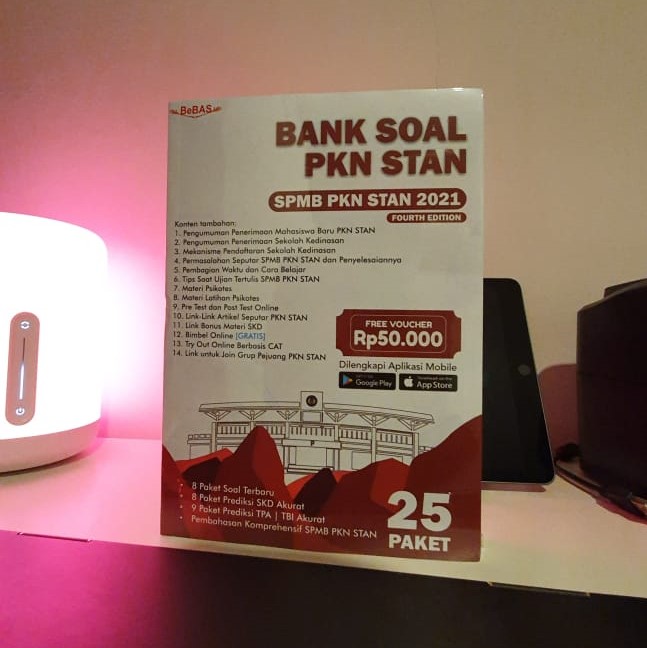 BeBAS
BANK SOAL
PKN STAN
SPMB PKN STAN 2021
FOURTH EDITION
Konten tambahan:
1. Pengumuman Penerimaan Mahasiswa Baru PKN STAN
2. Pengumuman Penerimaan Sekolah Kedinasan
3. Mekanisme Pendaftaran Sekolah Kedinasan
4. Permasalahan Seputar SPMB PKN STAN dan Penyelesaiannya
5. Pembagian Waktu dan Cara Belajar
6. Tips Saat Ujian Tertulis SPMB PKN STAN
7. Materi Psikotes
8. Materi Latihan Psikotes
9. Pre Test dan Post Test Online
10. Link-Link Artikel Seputar PKN STAN
11. Link Bonus Materi SKD
12. Bimbel Online [GRATIS]
13. Try Out Online Berbasis CAT
14. Link untuk Join Grup Pejuang PKN STAN
FREE VOUCHER
Rp50.000
Dilengkapi Aplikasi Mobile
Google Play
App Store
• 8 Paket Soal Terbaru
• 8 Paket Prediksi SKD Akurat
• 9 Paket Prediksi TPA | TBI Akurat
• Pembahasan Komprehensif SPMB PKN STAN
25
PAKET